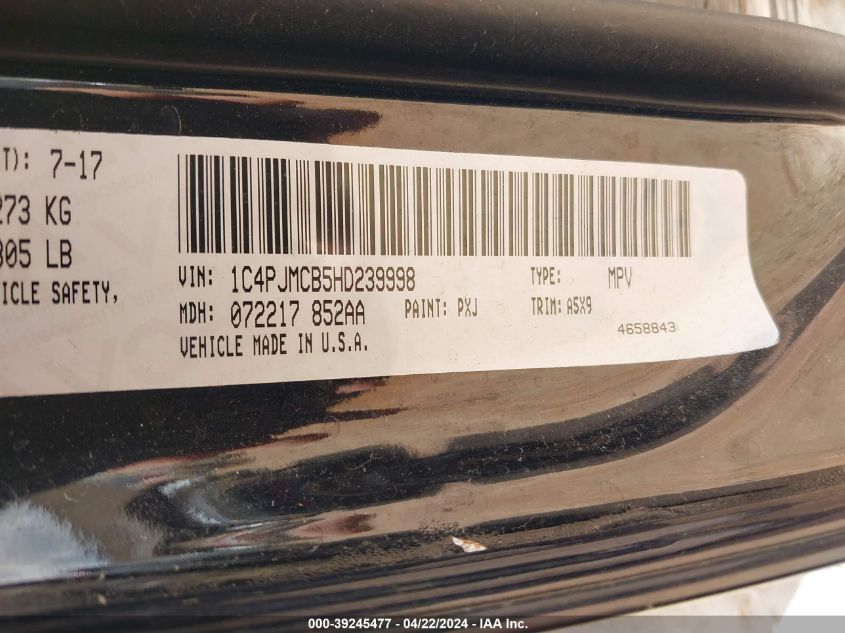 T): 7-17
273 KG
805 LB
HICLE SAFETY,
VIN: 1C4PJMCB5HD239998 TYPE: MPV
MDH: 072217 852AA PAINT: PXJ TRIM: A5X9
VEHICLE MADE IN U.S.A. 4658843
000-39245477 - 04/22/2024 - IAA Inc.